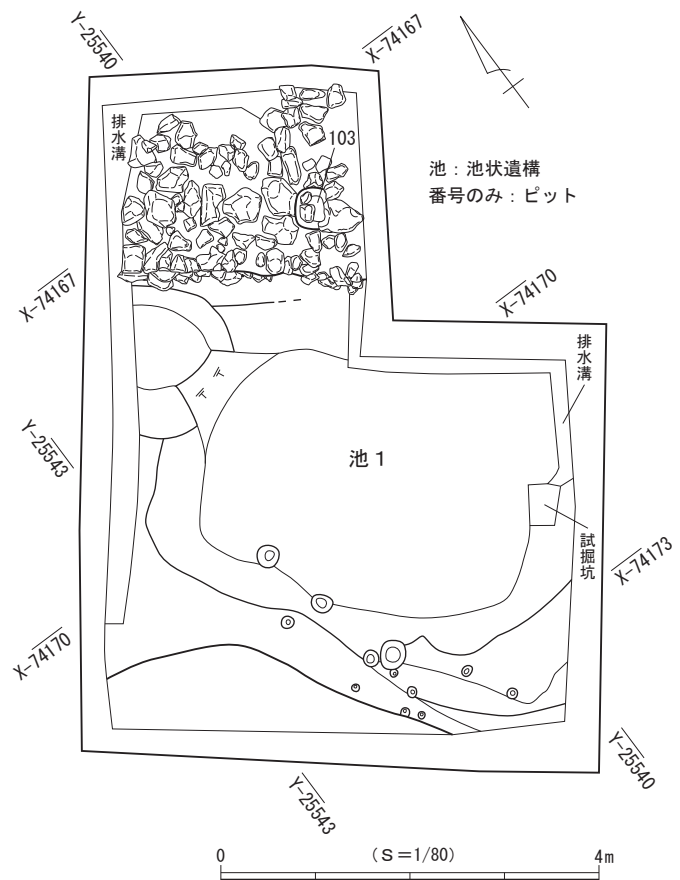 Y-25540
X-74167
排水溝
103
池：池状遺構
番号のみ：ピット
X-74167
X-74170
排水溝
Y-25543
池１
試掘坑
X-74173
X-74170
Y-25540
Y-25543
0
（Ｓ＝1/80）
4m